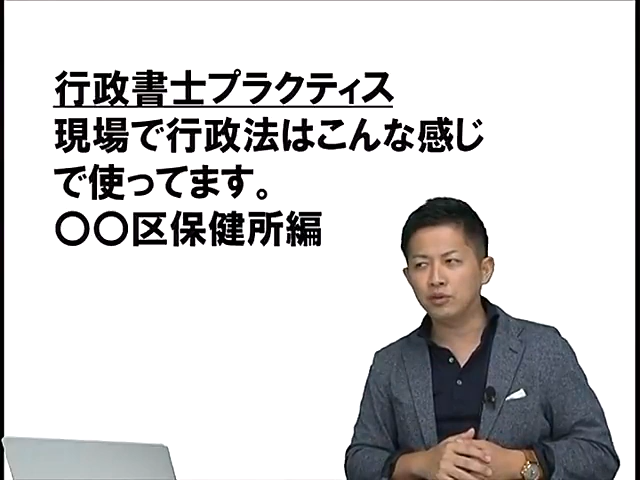 行政書士プラクティス
現場で行政法はこんな感じ
で使ってます。
〇〇区保健所編